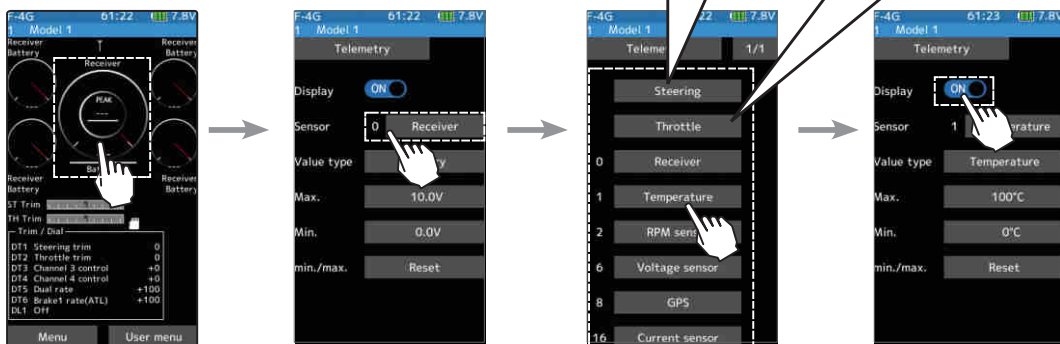 F-4G 61:22 7.8V
1 Model 1
Receiver Battery
T
Receiver Battery
Receiver
PEAK
Receiver Battery
Receiver Battery
ST Trim
TH Trim
Trim / Dial
DT1 Steering trim 0
DT2 Throttle trim 0
DT3 Channel 3 control +0
DT4 Channel 4 control +0
DT5 Dual rate +100
DT6 Brake1 rate(ATL) +100
DL1 Off
Menu User menu
F-4G 61:22 7.8V
1 Model 1
Telemetry
Display ON
Sensor 0 Receiver
Value type
Max. 10.0V
Min. 0.0V
min./max. Reset
F-4G 22 7.8V
1 Model 1
1/1
Steering
Throttle
0 Receiver
1 Temperature
2 RPM
6 Voltage sensor
8 GPS
16 Current sensor
F-4G 61:23 7.8V
1 Model 1
Telemetry
Display ON
Sensor 1
Value type Temperature
Max. 100°C
Min. 0°C
min./max. Reset